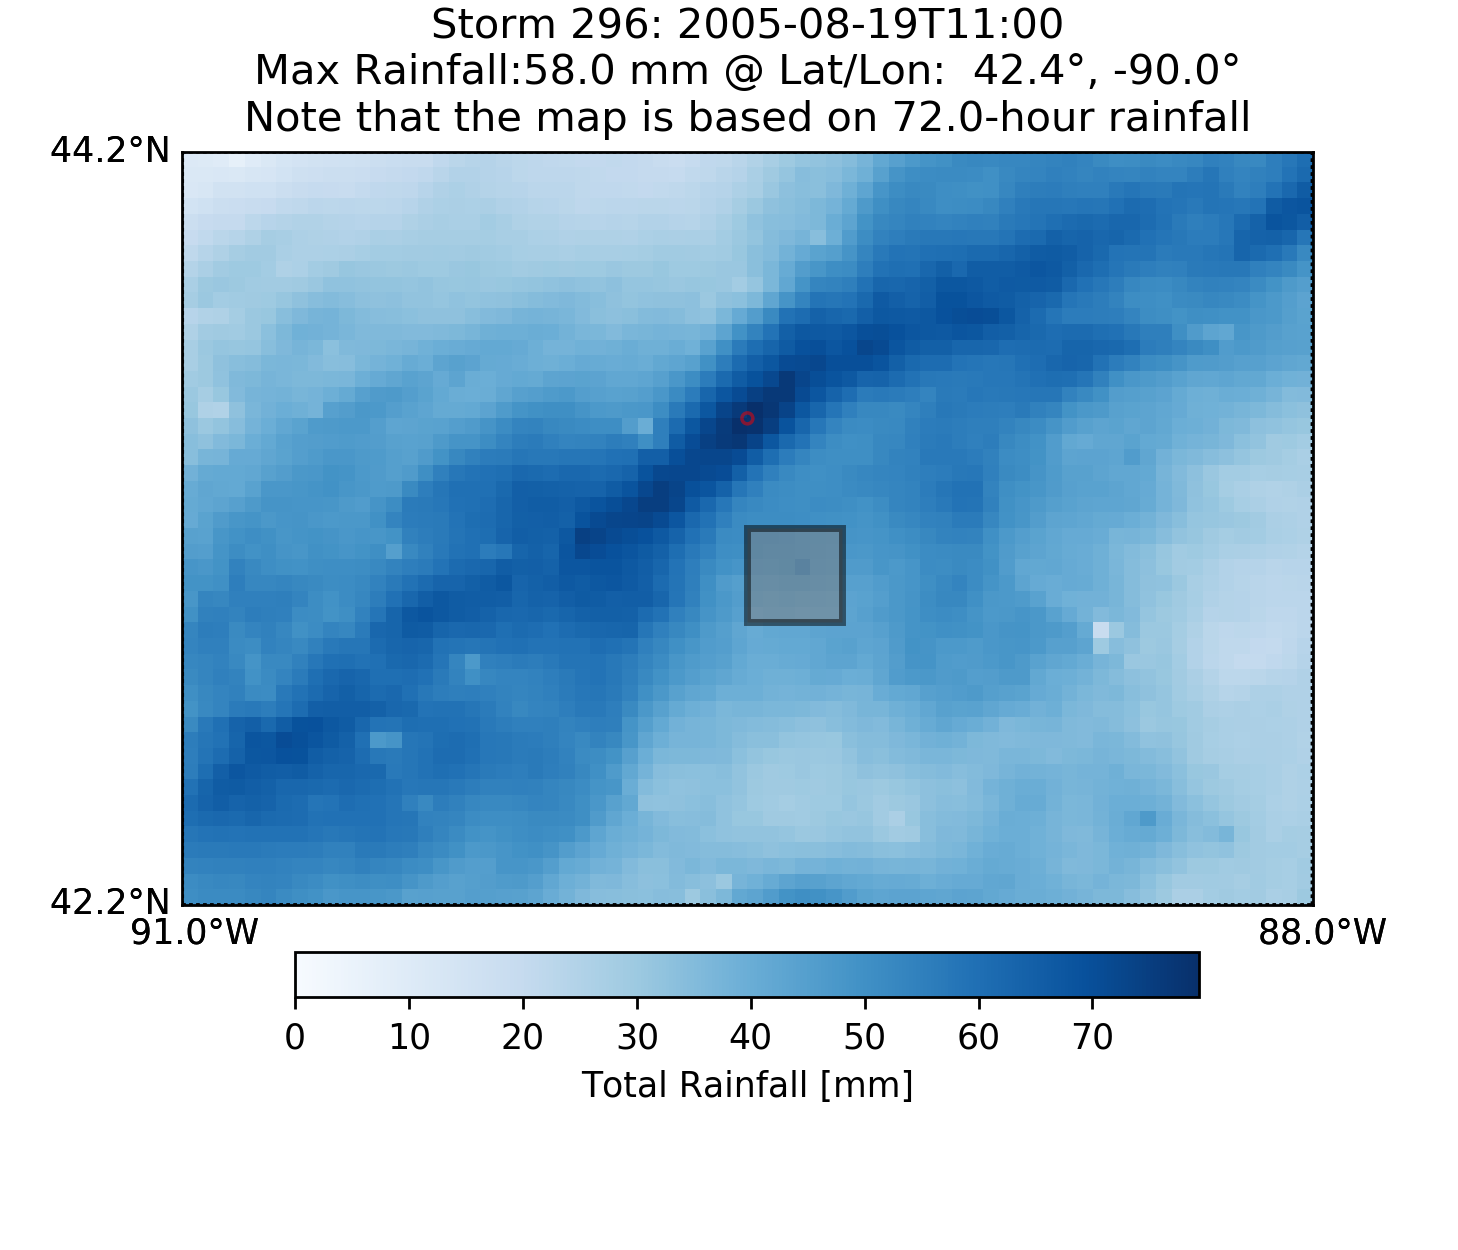 Storm 296: 2005-08-19T11:00
Max Rainfall:58.0 mm @ Lat/Lon:  42.4°, -90.0°
Note that the map is based on 72.0-hour rainfall
44.2°N
42.2°N
91.0°W 88.0°W
0 10 20 30 40 50 60 70
Total Rainfall [mm]